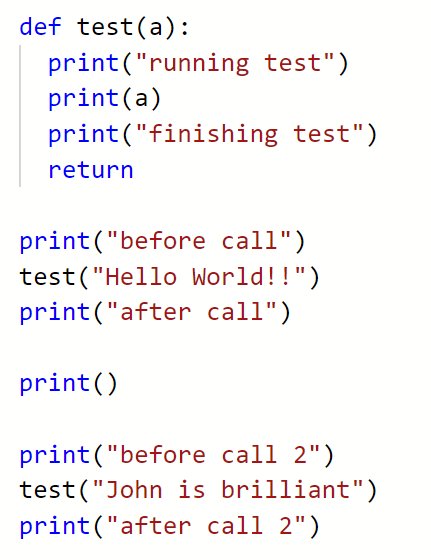 def test(a):
  print("running test")
  print(a)
  print("finishing test")
  return

print("before call")
test("Hello World!!")
print("after call")

print()

print("before call 2")
test("John is brilliant")
print("after call 2")